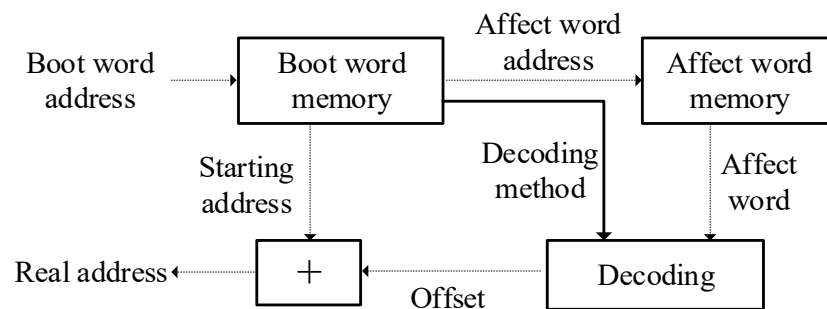 Boot word
address
Boot word
memory
Affect word
address
Affect word
memory
Starting
address
Decoding
method
Affect
word
Real address
+
Offset
Decoding